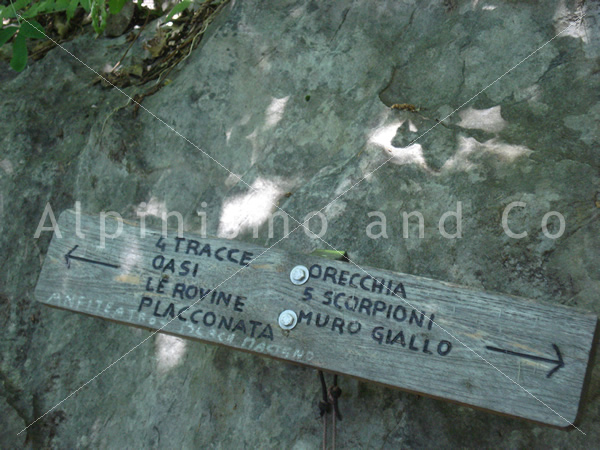 4 TRACCE
OASI
LE ROVINE
PLACCONATA
ORECCHIA
5 SCORPIONI
MURO GIALLO
Alpinismo and Co